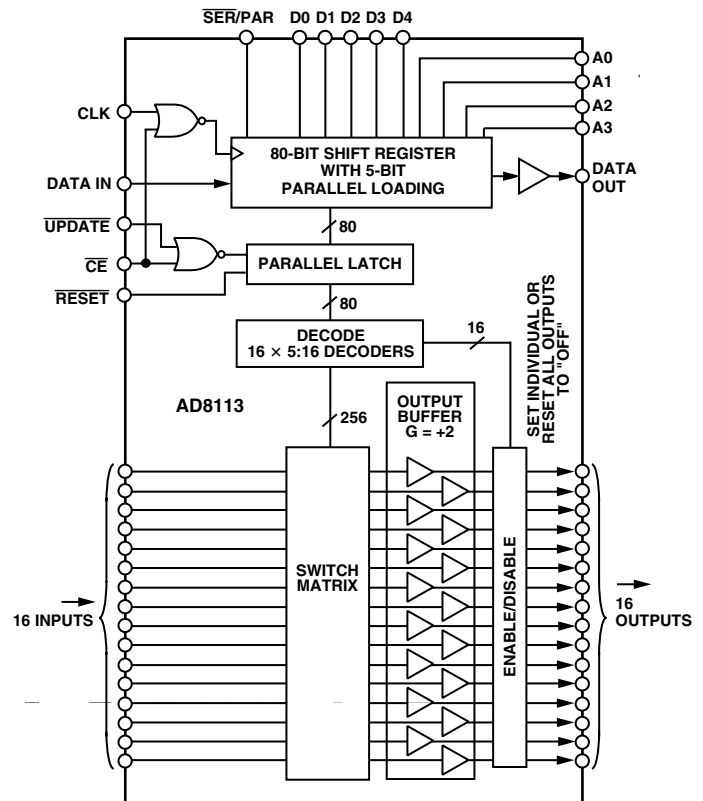 SER/PAR D0 D1 D2 D3 D4
A0
A1
A2
A3
CLK
80-BIT SHIFT REGISTER
WITH 5-BIT
PARALLEL LOADING
DATA IN
DATA
OUT
UPDATE
80
CE
PARALLEL LATCH
RESET
80
DECODE
16 × 5:16 DECODERS
16
SET INDIVIDUAL OR
RESET ALL OUTPUTS
TO "OFF"
AD8113
256
OUTPUT
BUFFER
G = +2
SWITCH
MATRIX
ENABLE/DISABLE
16 INPUTS
16
OUTPUTS